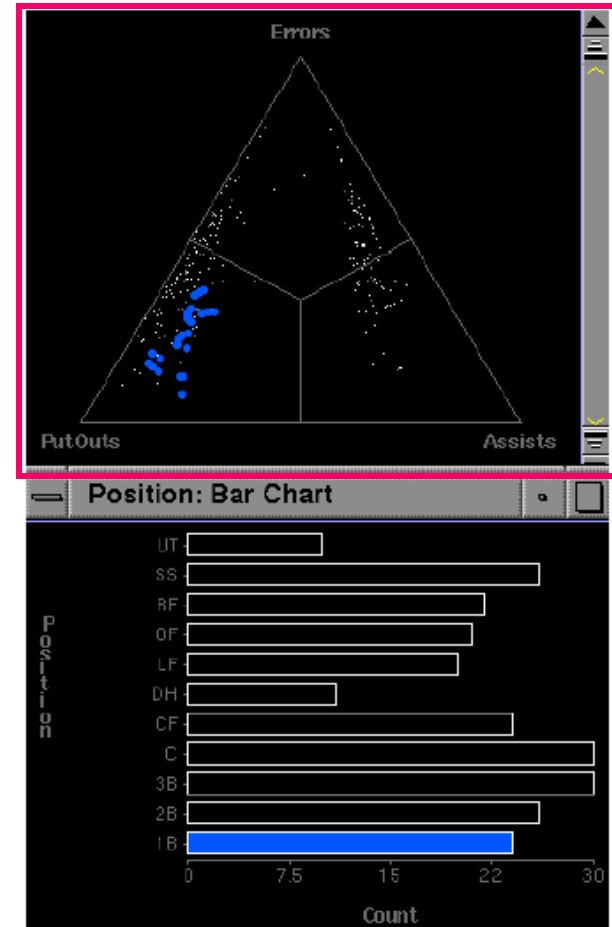 Errors
PutOuts
Assists
Position: Bar Chart
Position
UT
SS
RF
OF
LF
DH
CF
C
3B
2B
1B
0
7.5
15
22
30
Count